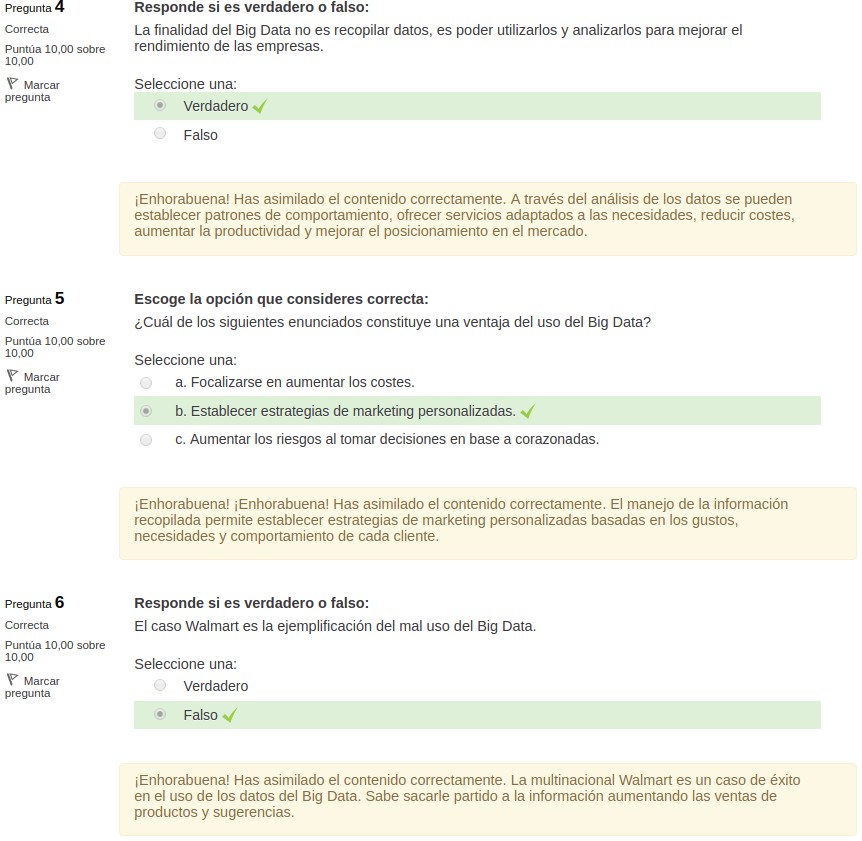 Pregunta 4
Correcta
Puntúa 10,00 sobre
10,00
Marcar
pregunta
Responde si es verdadero o falso:
La finalidad del Big Data no es recopilar datos, es poder utilizarlos y analizarlos para mejorar el
rendimiento de las empresas.
Seleccione una:
Verdadero
Falso
¡Enhorabuena! Has asimilado el contenido correctamente. A través del análisis de los datos se pueden
establecer patrones de comportamiento, ofrecer servicios adaptados a las necesidades, reducir costes,
aumentar la productividad y mejorar el posicionamiento en el mercado.
Pregunta 5
Correcta
Puntúa 10,00 sobre
10,00
Marcar
pregunta
Escoge la opción que consideres correcta:
¿Cuál de los siguientes enunciados constituye una ventaja del uso del Big Data?
Seleccione una:
a. Focalizarse en aumentar los costes.
b. Establecer estrategias de marketing personalizadas.
c. Aumentar los riesgos al tomar decisiones en base a corazonadas.
¡Enhorabuena! ¡Enhorabuena! Has asimilado el contenido correctamente. El manejo de la información
recopilada permite establecer estrategias de marketing personalizadas basadas en los gustos,
necesidades y comportamiento de cada cliente.
Pregunta 6
Correcta
Puntúa 10,00 sobre
10,00
Marcar
pregunta
Responde si es verdadero o falso:
El caso Walmart es la ejemplificación del mal uso del Big Data.
Seleccione una:
Verdadero
Falso
¡Enhorabuena! Has asimilado el contenido correctamente. La multinacional Walmart es un caso de éxito
en el uso de los datos del Big Data. Sabe sacarle partido a la información aumentando las ventas de
productos y sugerencias.